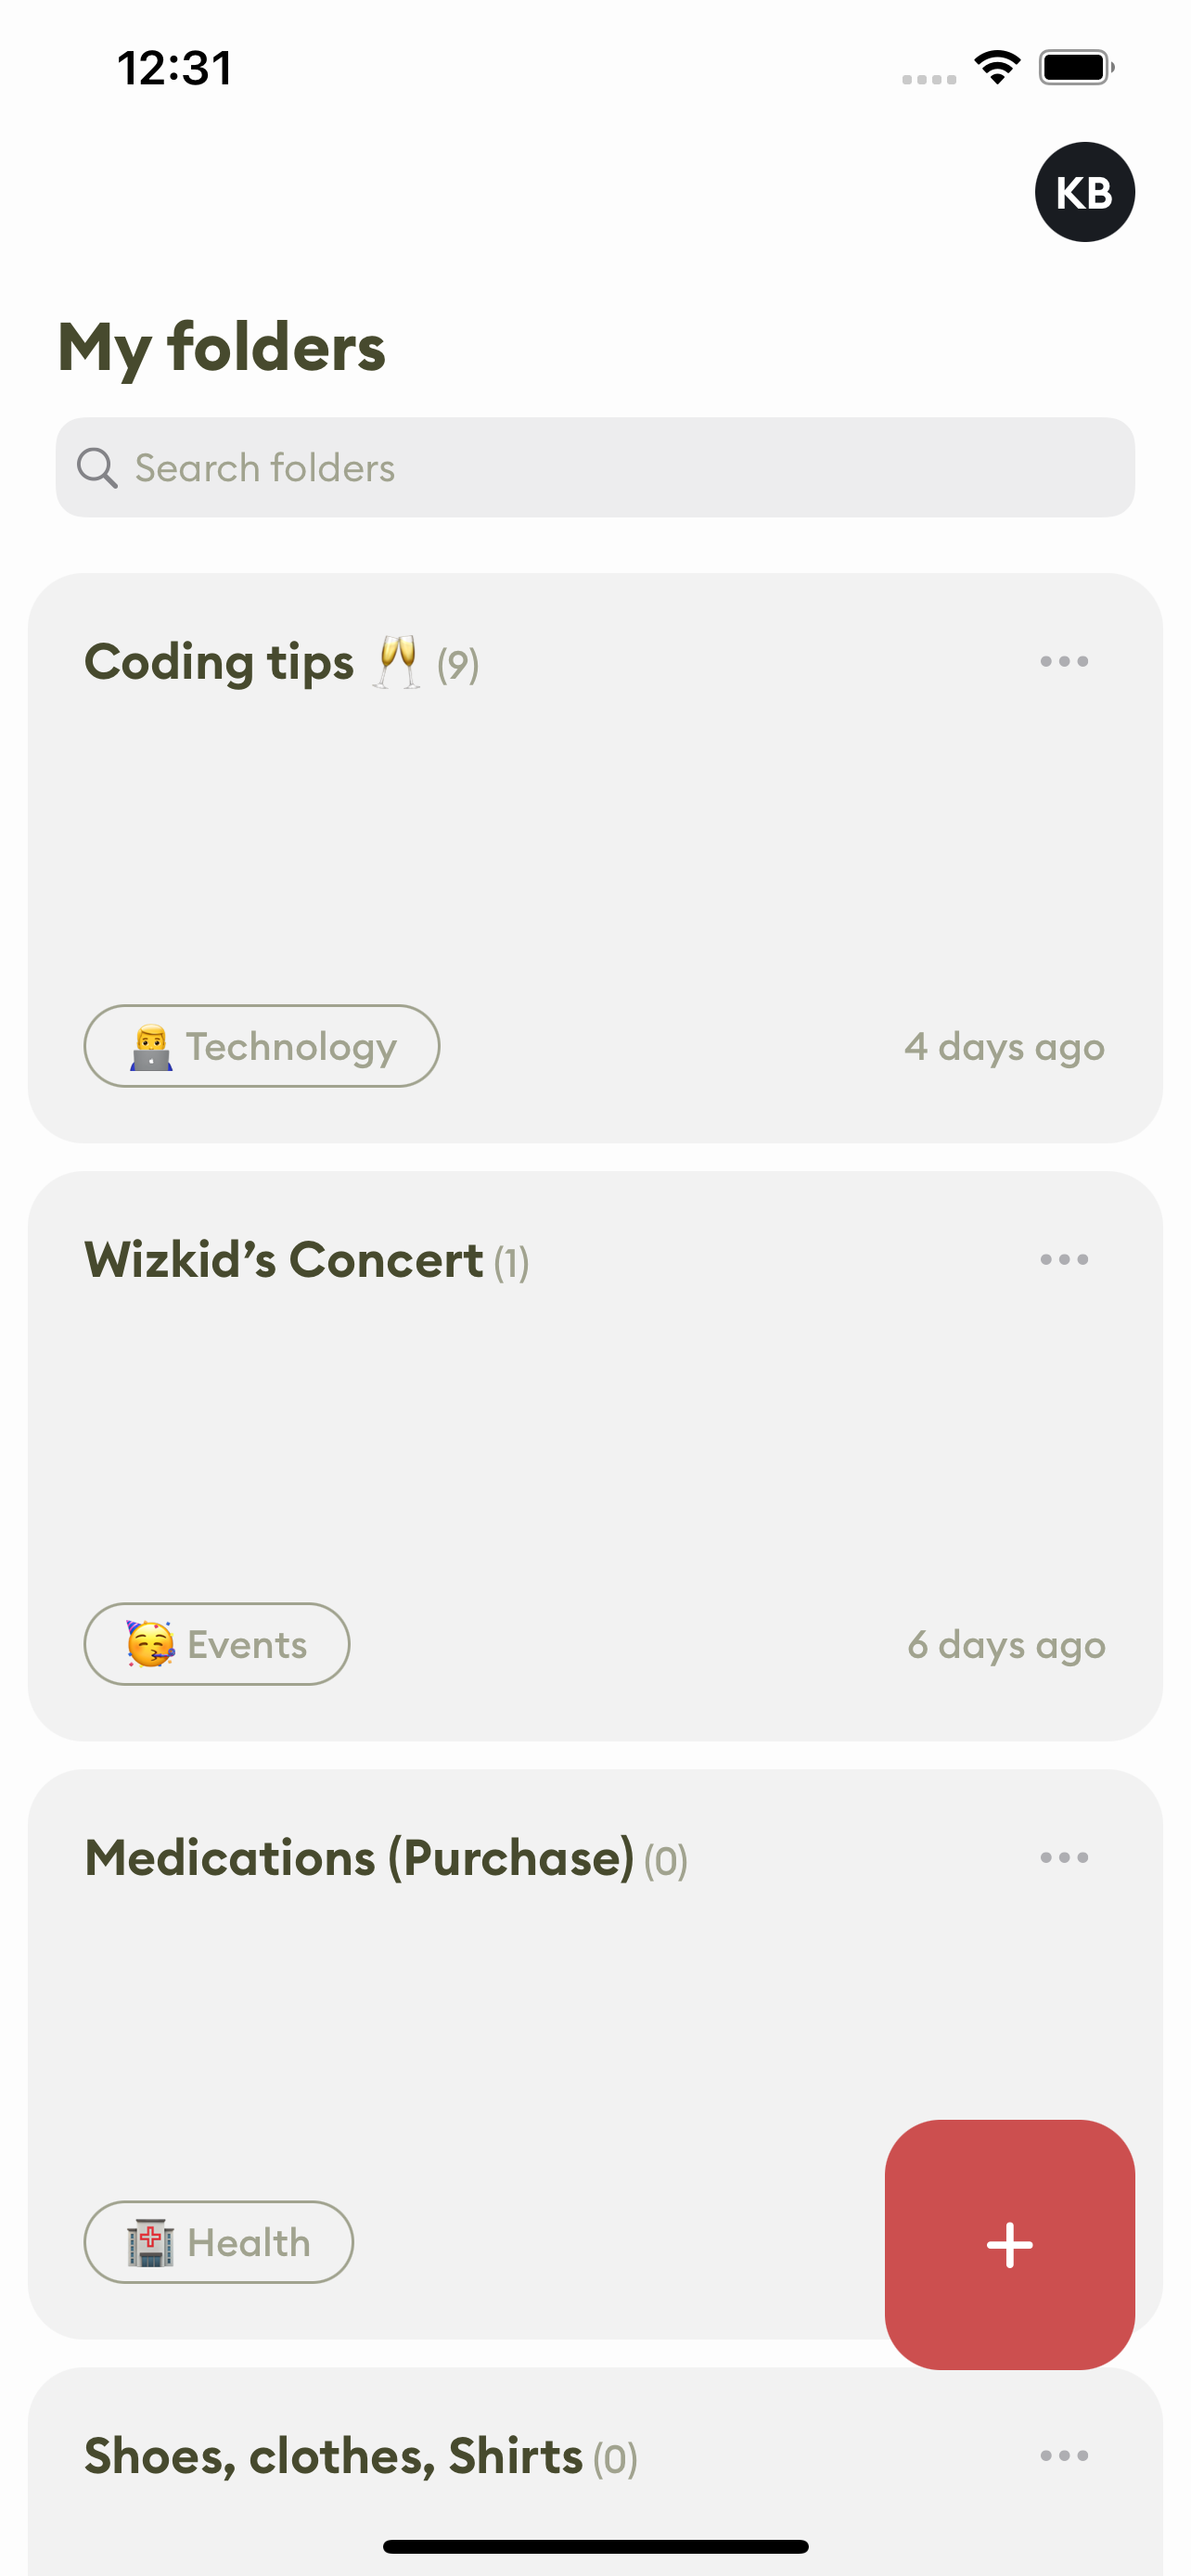 12:31
KB
My folders
Search folders
Coding tips 🥂 (9)
👨‍💻 Technology
4 days ago
Wizkid’s Concert (1)
🥳 Events
6 days ago
Medications (Purchase) (0)
🏥 Health
Shoes, clothes, Shirts (0)